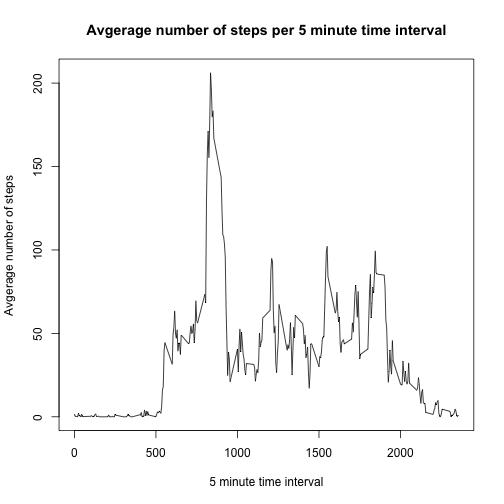 Avgerage number of steps per 5 minute time interval
Avgerage number of steps
200
150
100
50
0
0 500 1000 1500 2000
5 minute time interval